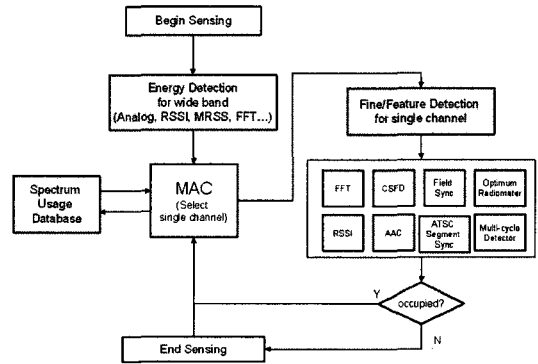 Begin Sensing
Energy Detection
for wide band
(Analog, RSSI, MRSS, FFT...)
Fine/Feature Detection
for single channel
Spectrum
Usage
Database
MAC
(Select
single channel)
FFT
CSFD
Field
Sync
Optimum
Radiometer
RSSI
AAC
ATSC
Segment
Sync
Multi-cycle
Detector
Y
occupied?
N
End Sensing